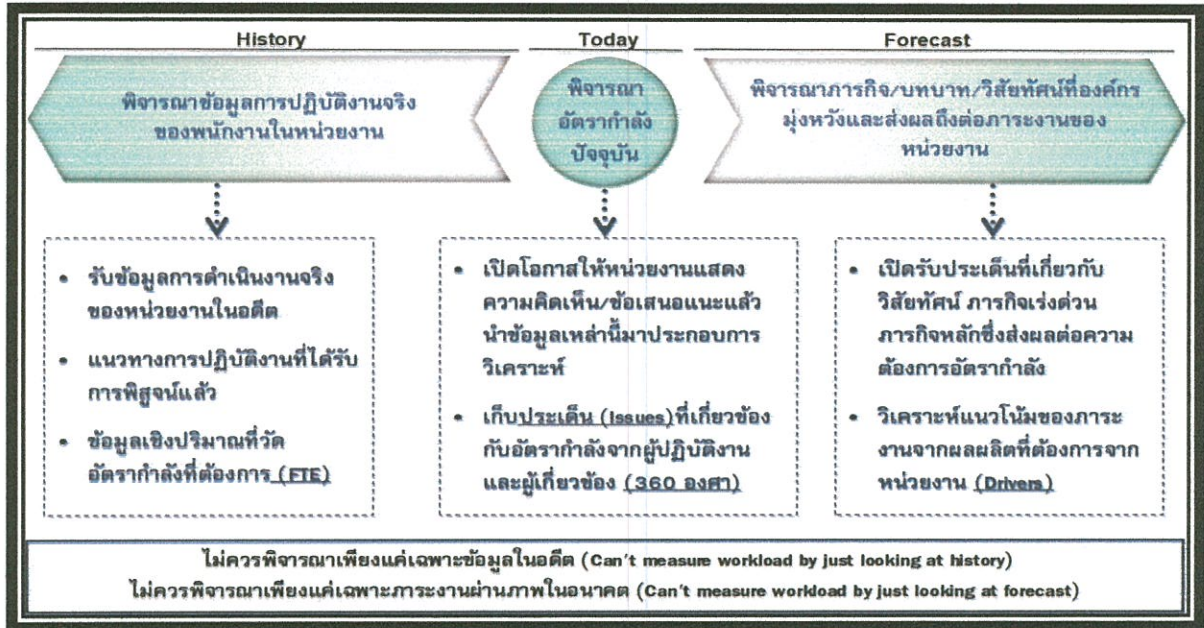 History
Today
Forecast
พิจารณาข้อมูลการปฏิบัติงานจริง
ของพนักงานในหน่วยงาน
พิจารณา
อัตรากำลัง
ปัจจุบัน
พิจารณาภารกิจ/บทบาท/วิสัยทัศน์ที่องค์กร
มุ่งหวังและส่งผลถึงต่อภาระงานของ
หน่วยงาน
• รับข้อมูลการดำเนินงานจริง
ของหน่วยงานในอดีต
• แนวทางการปฏิบัติงานที่ได้รับ
การพิสูจน์แล้ว
• ข้อมูลเชิงปริมาณที่วัด
อัตรากำลังที่ต้องการ (FTE)
• เปิดโอกาสให้หน่วยงานแสดง
ความคิดเห็น/ข้อเสนอแนะแล้ว
นำข้อมูลเหล่านี้มาประกอบการ
วิเคราะห์
• เก็บประเด็น (Issues)ที่เกี่ยวข้อง
กับอัตรากำลังจากผู้ปฏิบัติงาน
และผู้เกี่ยวข้อง (360 องศา)
• เปิดรับประเด็นที่เกี่ยวกับ
วิสัยทัศน์ ภารกิจเร่งด่วน
ภารกิจหลักซึ่งส่งผลต่อความ
ต้องการอัตรากำลัง
• วิเคราะห์แนวโน้มของภาระ
งานจากผลผลิตที่ต้องการจาก
หน่วยงาน (Drivers)
ไม่ควรพิจารณาเพียงแค่เฉพาะข้อมูลในอดีต (Can't measure workload by just looking at history)
ไม่ควรพิจารณาเพียงแค่เฉพาะภาระงานผ่านภาพในอนาคต (Can't measure workload by just looking at forecast)